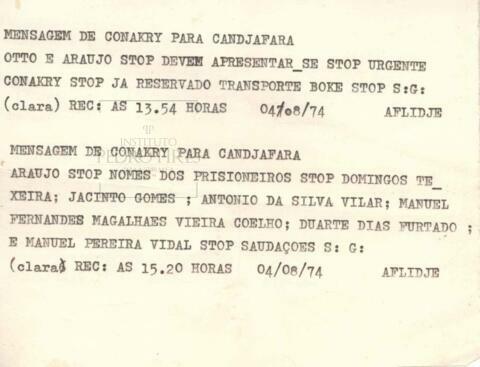 MENSAGEM DE CONAKRY PARA CANDJAFARA
OTTO E ARAUJO STOP DEVEM APRESENTAR_SE STOP URGENTE
CONAKRY STOP JA RESERVADO TRANSPORTE BOKE STOP S:G:
(clara) REC: AS 13.54 HORAS 04/08/74 AFLIDJE
MENSAGEM DE CONAKRY PARA CANDJAFARA
ARAUJO STOP NOMES DOS PRISIONEIROS STOP DOMINGOS TE_
XEIRA; JACINTO GOMES ; ANTONIO DA SILVA VILAR; MANUEL
FERNANDES MAGALHAES VIEIRA COELHO; DUARTE DIAS FURTADO ;
E MANUEL PEREIRA VIDAL STOP SAUDAÇOES S: G:
(clara) REC: AS 15.20 HORAS 04/08/74 AFLIDJE
INSTITUTO
PEDRO PIRES